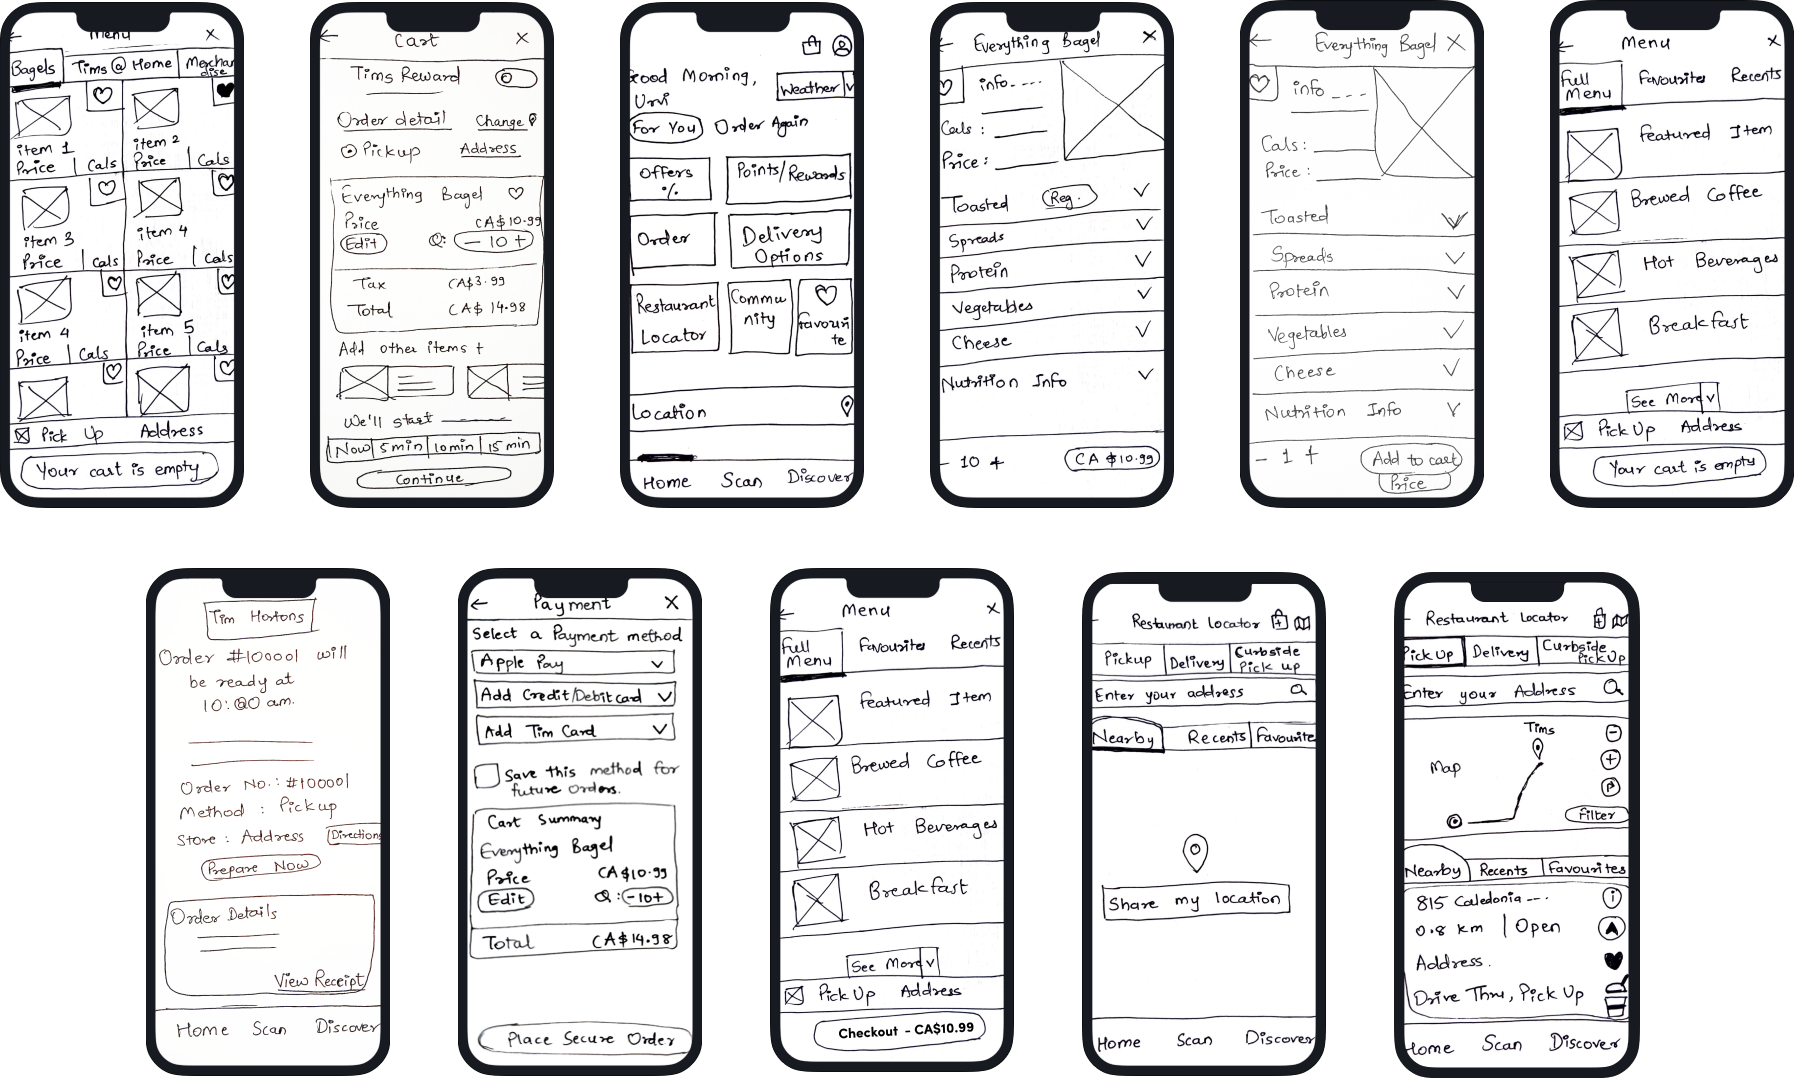 Menu
Bagels
Tims @ Home
Merchan
dise
item 1
Price
Cals
item 2
Price
Cals
item 3
Price
Cals
item 4
Price
Cals
item 4
Price
Cals
item 5
Price
Cals
Pick Up
Address
Your cart is empty
Cart
Tims Reward
Order detail
Change
Pickup
Address
Everything Bagel
Price
CA$10.99
Edit
Q: - 10 +
Tax
CA$3.99
Total
CA$ 14.98
Add other items +
We'll start
Now
5 min
10 min
15 min
Continue
Good Morning,
Urvi
Weather
For You
Order Again
Offers
%
Points/Rewards
Order
Delivery
Options
Restaurant
Locator
Commu
nity
favouri
te
Location
Home
Scan
Discover
Everything Bagel
info....
Cals :
Price :
Toasted
Reg.
Spreads
Protein
Vegetables
Cheese
Nutrition Info
- 10 +
CA $10.99
Everything Bagel
info ---
Cals :
Price :
Toasted
Spreads
Protein
Vegetables
Cheese
Nutrition Info
- 1 +
Add to cart
Price
Menu
Full
Menu
Favourites
Recents
Featured Item
Brewed Coffee
Hot Beverages
Breakfast
See More
Pick Up
Address
Your cart is empty
Tim Hortons
Order #10001 will
be ready at
10:00 am.
Order No.: #10001
Method : Pickup
Store : Address
Directions
Prepare Now
Order Details
View Receipt
Home
Scan
Discover
Payment
Select a Payment method
Apple Pay
Add Credit/Debit card
Add Tim Card
Save this method for
future Orders.
Cart Summary
Everything Bagel
Price
CA $10.99
Edit
Q : -10+
Total
CA$14.98
Place Secure Order
Menu
Full
Menu
Favourites
Recents
Featured Item
Brewed Coffee
Hot Beverages
Breakfast
See More
Pick Up
Address
Checkout - CA$10.99
Restaurant Locator
Pickup
Delivery
Curbside
Pick up
Enter your address
Nearby
Recents
Favourite
Share my location
Home
Scan
Discover
Restaurant Locator
Pick Up
Delivery
Curbside
Pick Up
Enter your Address
Tims
Map
P
Filter
Nearby
Recents
Favourites
815 Caledonia ---
i
0.8 km | Open
Address.
Drive Thru, Pick Up
Home
Scan
Discover